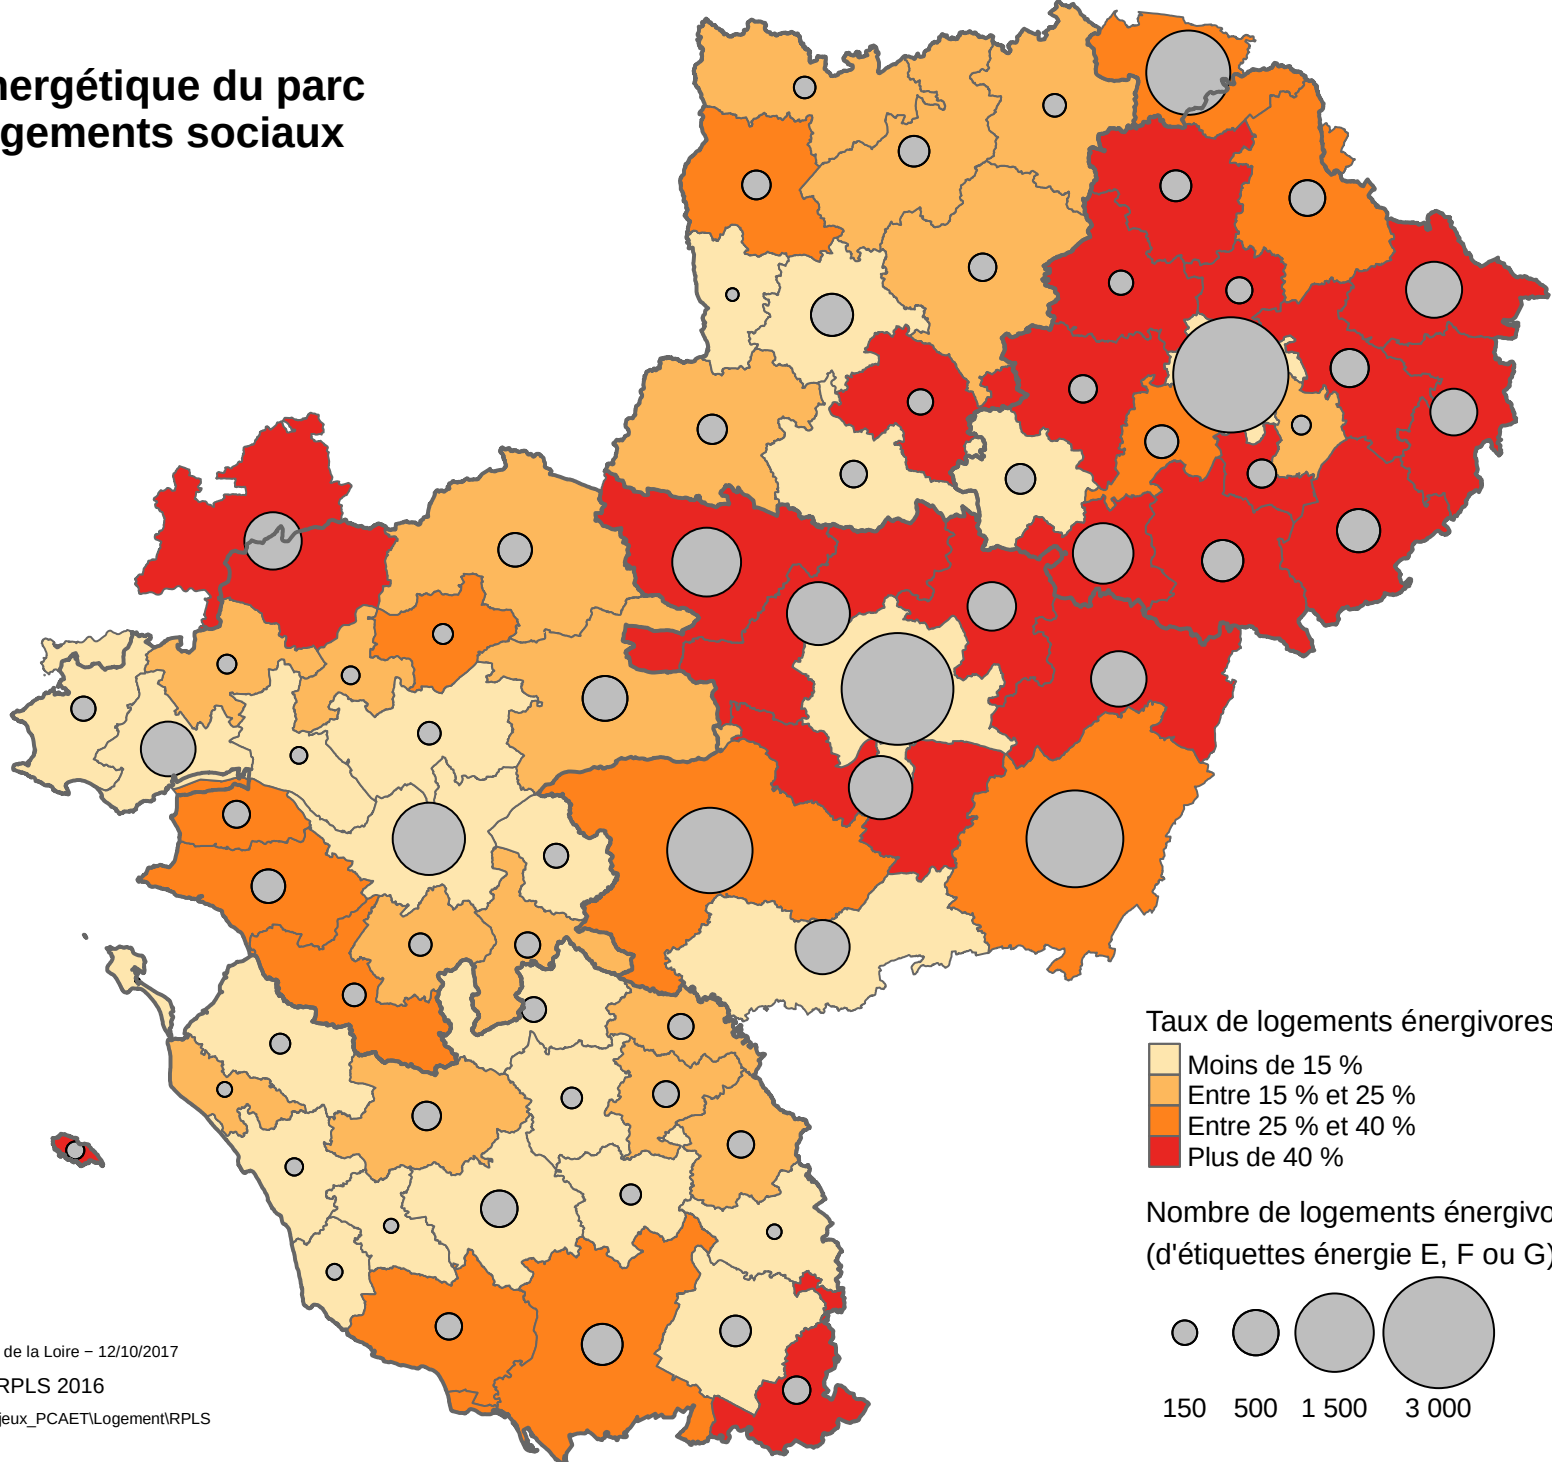 nergétique du parc
gements sociaux
Taux de logements énergivores
Moins de 15 %
Entre 15 % et 25 %
Entre 25 % et 40 %
Plus de 40 %
Nombre de logements énergivo
(d'étiquettes énergie E, F ou G)
150 500 1 500 3 000
de la Loire − 12/10/2017
RPLS 2016
jeux_PCAET\Logement\RPLS